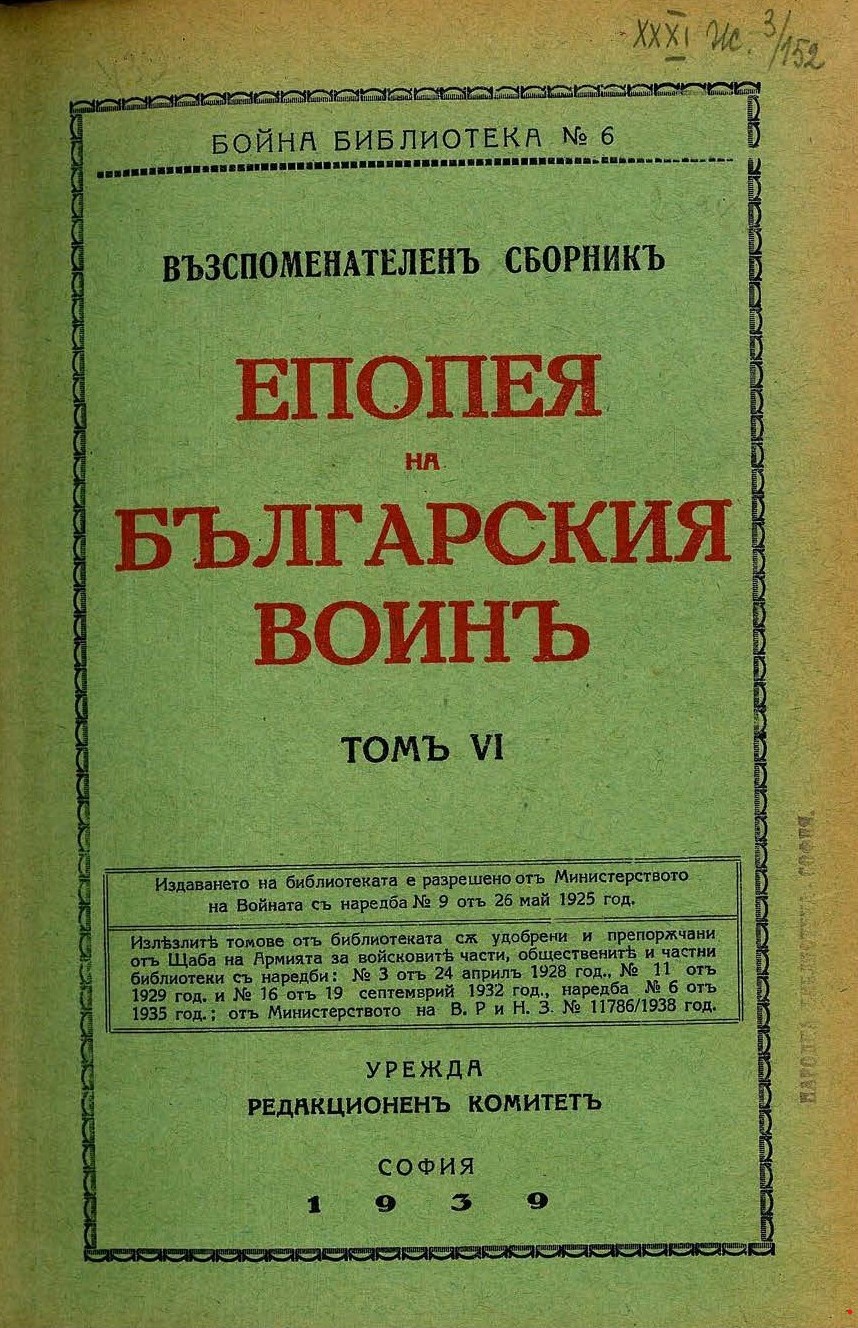 XXXI Ис. 3/152
БОЙНА БИБЛИОТЕКА № 6
ВЪЗСПОМЕНАТЕЛЕНЪ СБОРНИКЪ
ЕПОПЕЯ
НА
БЪЛГАРСКИЯ
ВОИНЪ
ТОМЪ VI
Издаването на библиотеката е разрешено отъ Министерството
на Войната съ наредба № 9 отъ 26 май 1925 год.
Излѣзлитѣ томове отъ библиотеката сѫ удобрени и препорѫчани
отъ Щаба на Армията за войсковитѣ части, общественитѣ и частни
библиотеки съ наредби: № 3 отъ 24 априлъ 1928 год., № 11 отъ
1929 год. и № 16 отъ 19 септемврий 1932 год., наредба № 6 отъ
1935 год.; отъ Министерството на В. Р и Н. З. № 11786/1938 год.
УРЕЖДА
РЕДАКЦИОНЕНЪ КОМИТЕТЪ
СОФИЯ
1939